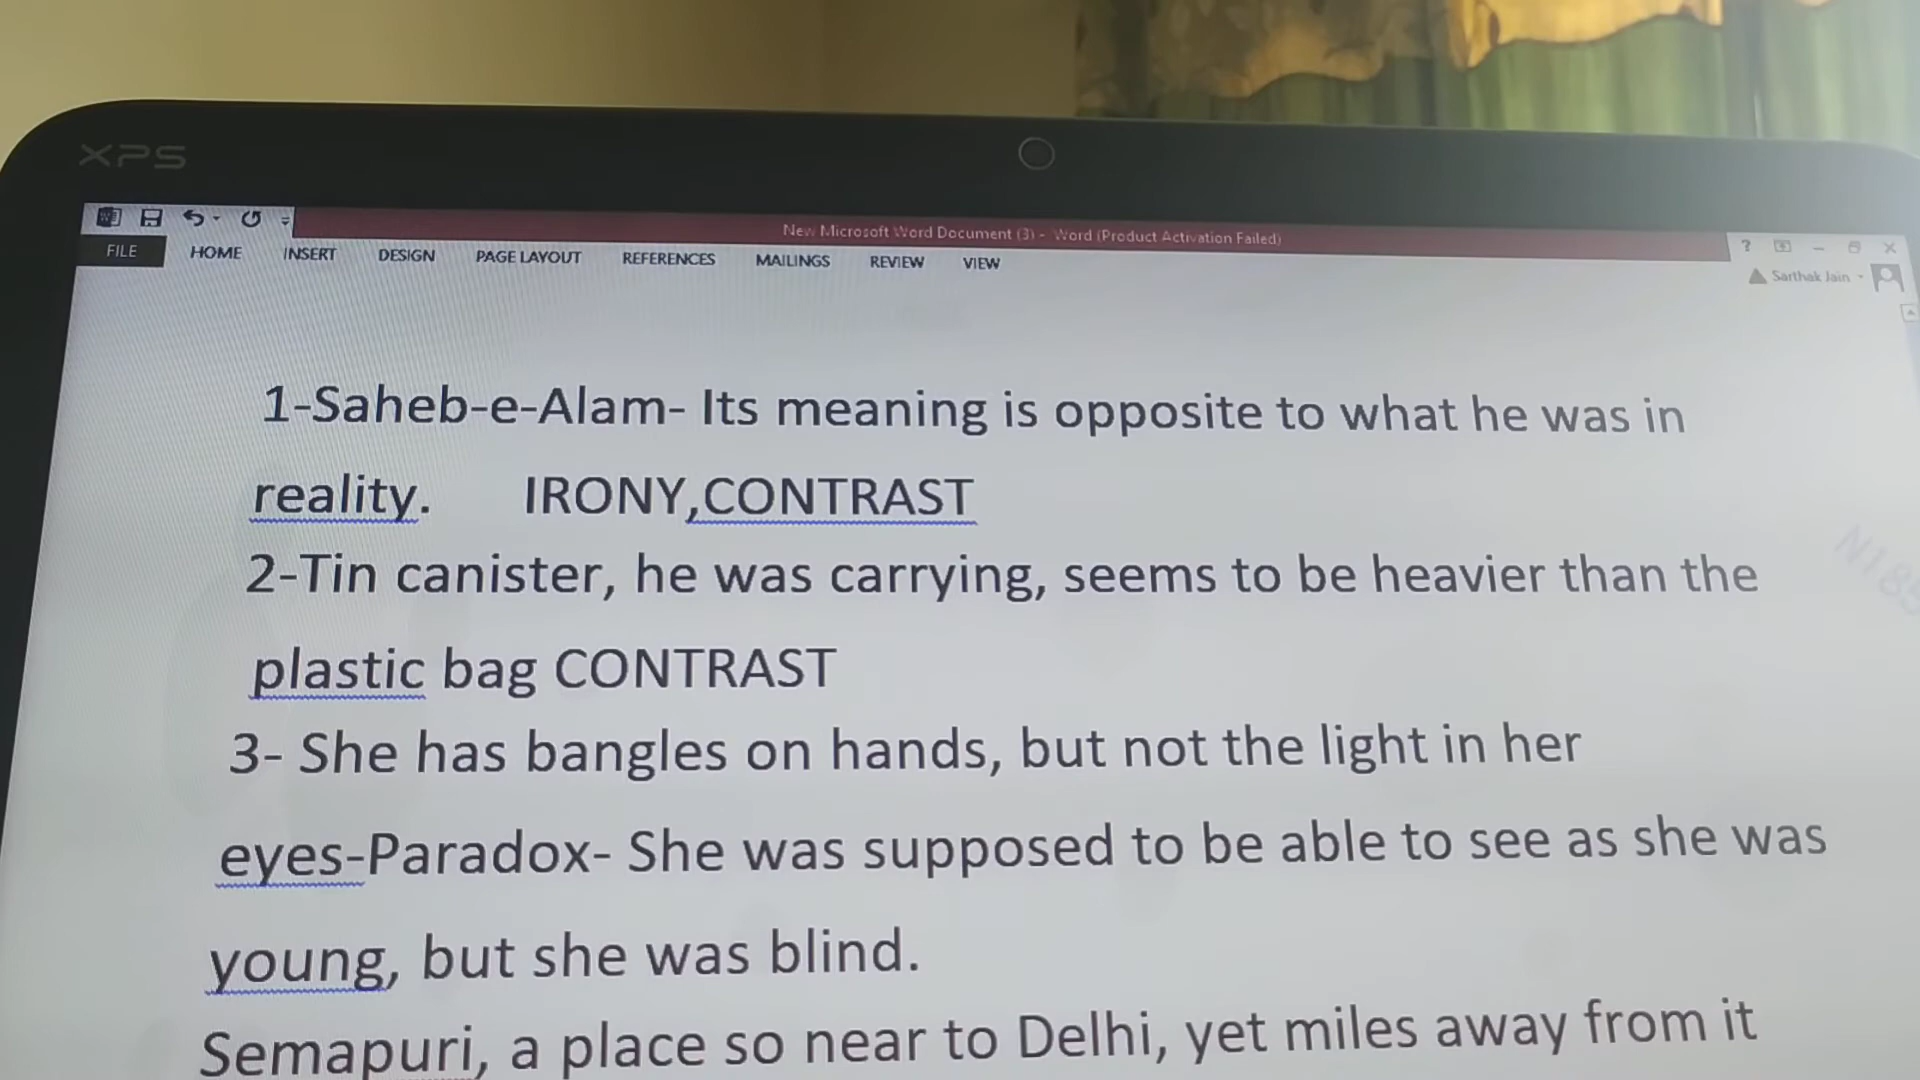 XPS
New Microsoft Word Document (3) - Word (Product Activation Failed)
FILE HOME INSERT DESIGN PAGE LAYOUT REFERENCES MAILINGS REVIEW VIEW
Sarthak Jain
1-Saheb-e-Alam- Its meaning is opposite to what he was in
reality. IRONY,CONTRAST
2-Tin canister, he was carrying, seems to be heavier than the
plastic bag CONTRAST
3- She has bangles on hands, but not the light in her
eyes-Paradox- She was supposed to be able to see as she was
young, but she was blind.
Semapuri, a place so near to Delhi, yet miles away from it